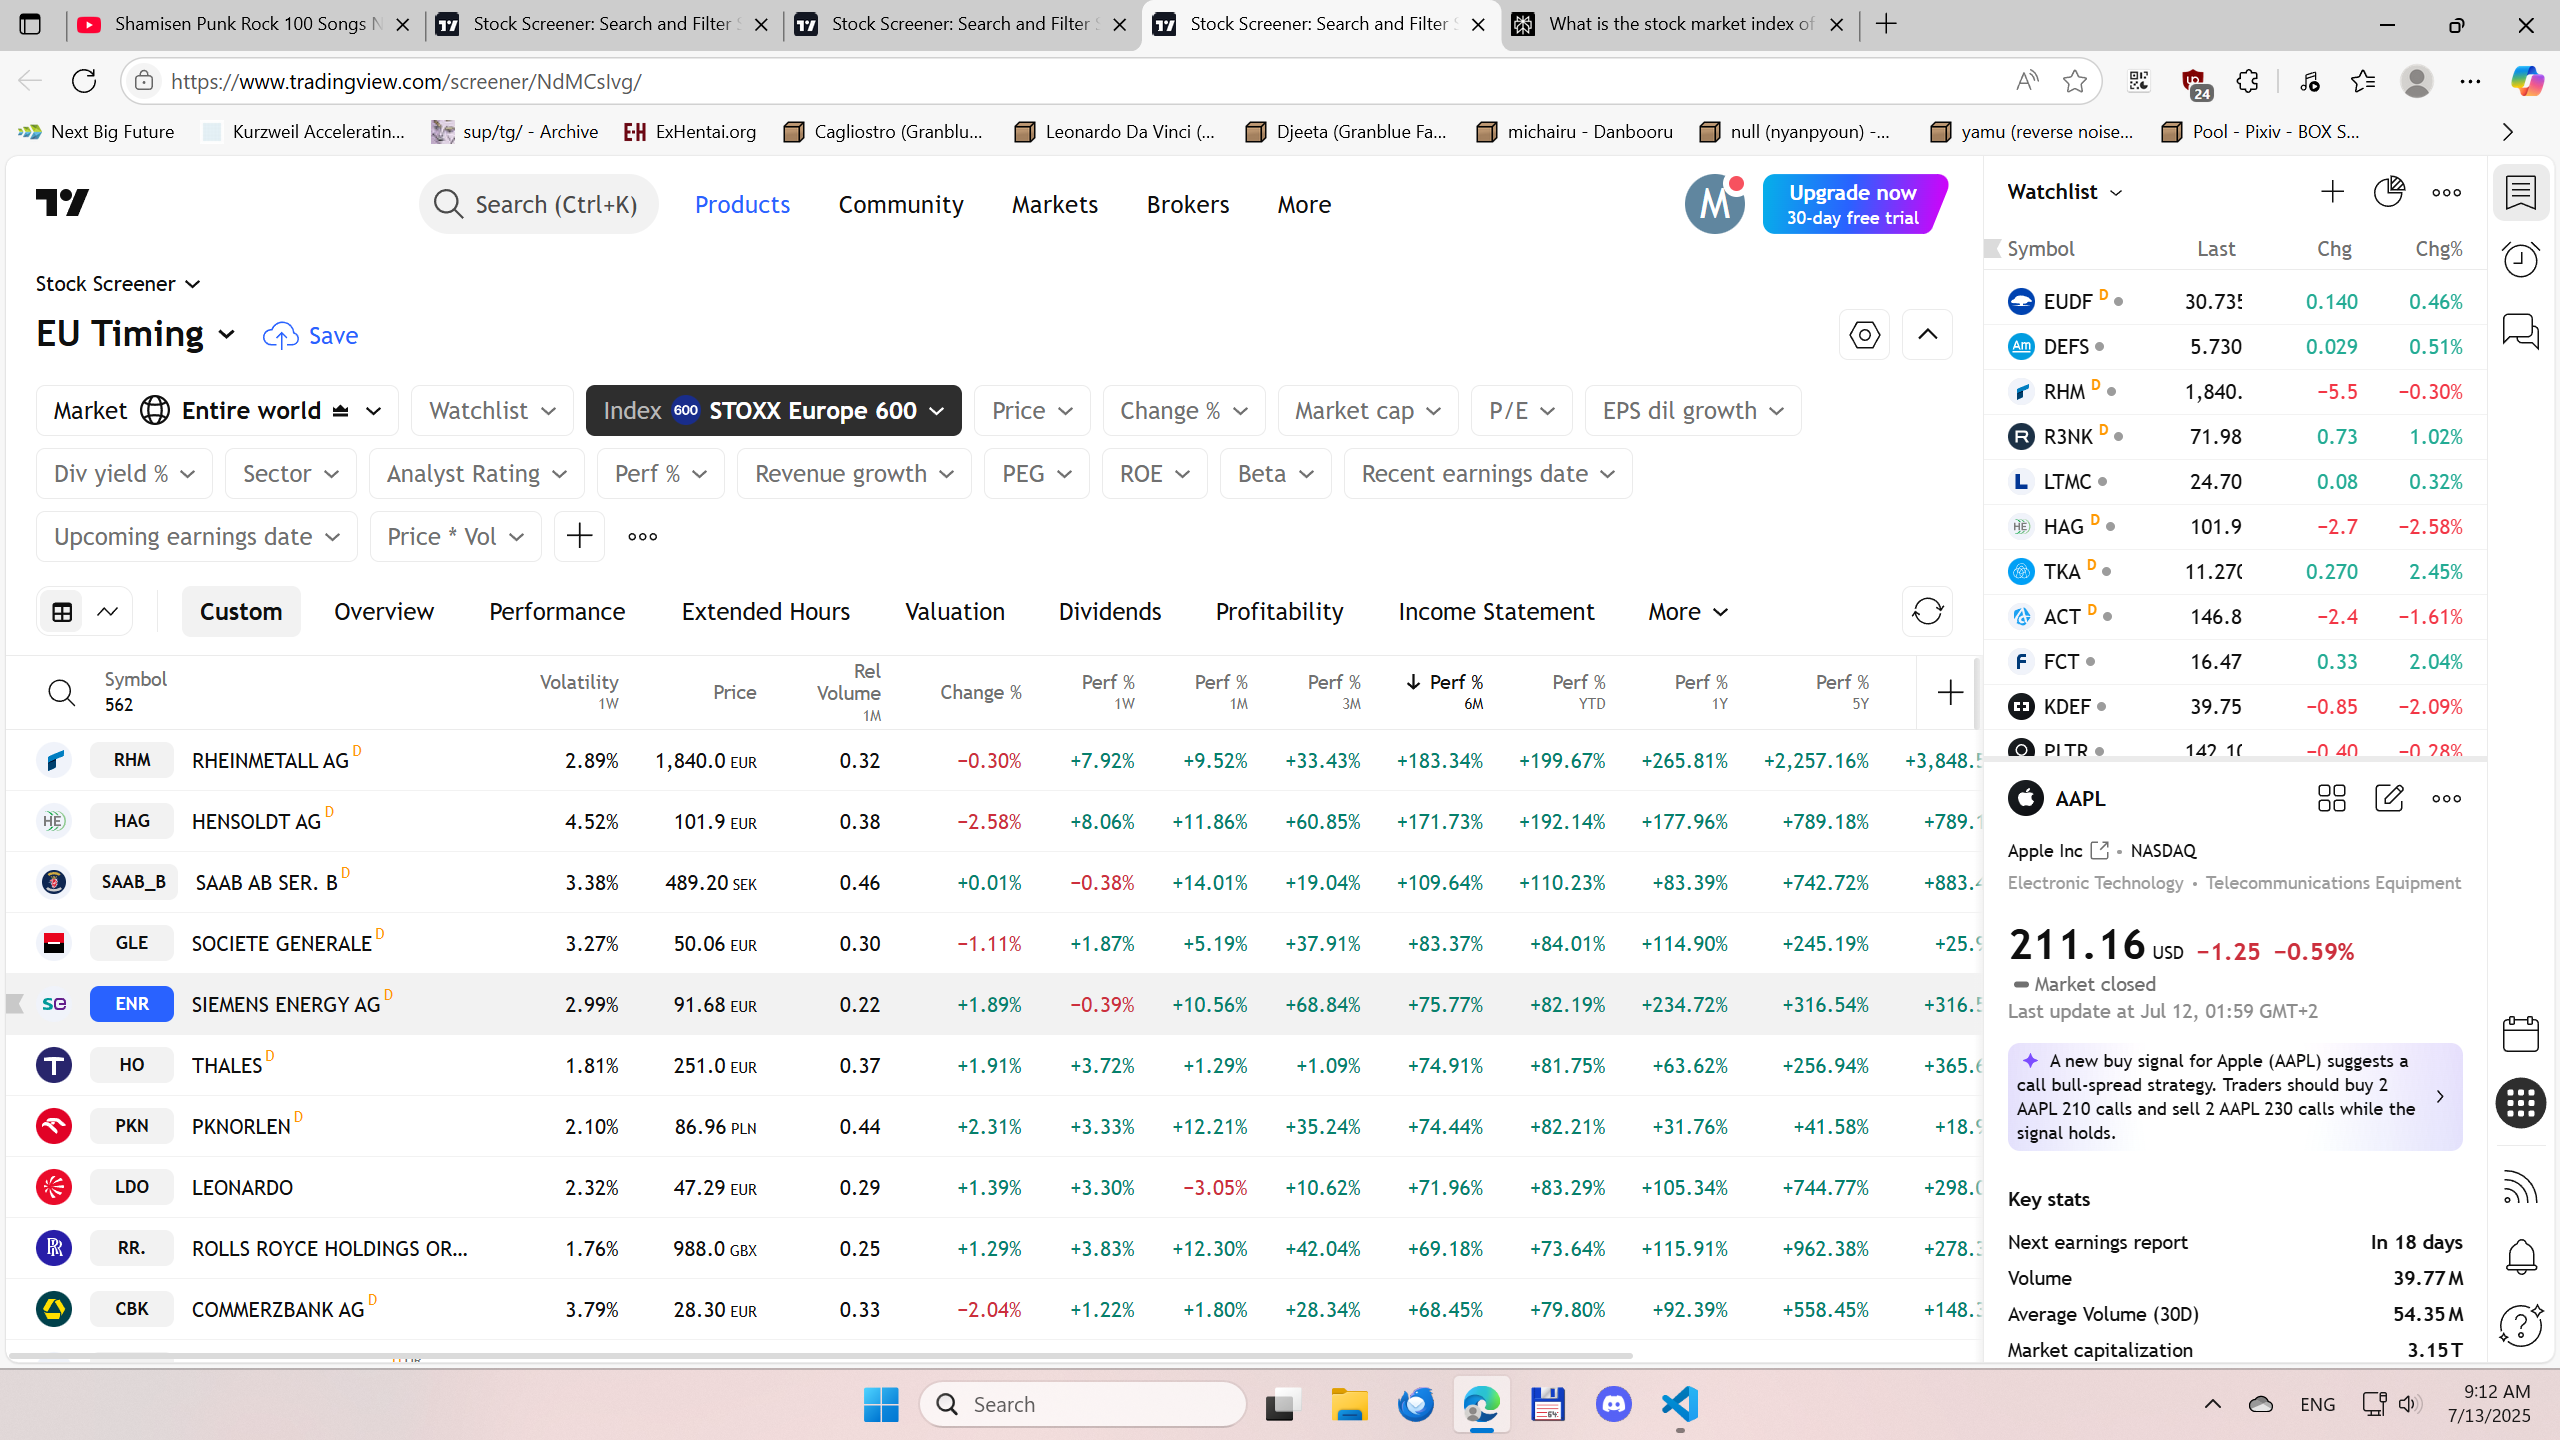 Shamisen Punk Rock 100 Songs N
Stock Screener: Search and Filter S
Stock Screener: Search and Filter S
Stock Screener: Search and Filter S
What is the stock market index of
https://www.tradingview.com/screener/NdMCsIvg/
24
Next Big Future
Kurzweil Acceleratin...
sup/tg/ - Archive
E-H ExHentai.org
Cagliostro (Granblu...
Leonardo Da Vinci (...
Djeeta (Granblue Fa...
michairu - Danbooru
null (nyanpyoun) -...
yamu (reverse noise...
Pool - Pixiv - BOX S...
Search (Ctrl+K)
Products
Community
Markets
Brokers
More
M
Upgrade now
30-day free trial
Stock Screener
EU Timing
Save
Market Entire world
Watchlist
Index 600 STOXX Europe 600
Price
Change %
Market cap
P/E
EPS dil growth
Div yield %
Sector
Analyst Rating
Perf %
Revenue growth
PEG
ROE
Beta
Recent earnings date
Upcoming earnings date
Price * Vol
Custom
Overview
Performance
Extended Hours
Valuation
Dividends
Profitability
Income Statement
More
Symbol 562
Volatility 1W
Price
Rel Volume 1M
Change %
Perf % 1W
Perf % 1M
Perf % 3M
Perf % 6M
Perf % YTD
Perf % 1Y
Perf % 5Y
RHM RHEINMETALL AG D 2.89% 1,840.0 EUR 0.32 −0.30% +7.92% +9.52% +33.43% +183.34% +199.67% +265.81% +2,257.16% +3,848.5
HE HAG HENSOLDT AG D 4.52% 101.9 EUR 0.38 −2.58% +8.06% +11.86% +60.85% +171.73% +192.14% +177.96% +789.18% +789.1
SAAB_B SAAB AB SER. B D 3.38% 489.20 SEK 0.46 +0.01% −0.38% +14.01% +19.04% +109.64% +110.23% +83.39% +742.72% +883.4
GLE SOCIETE GENERALE D 3.27% 50.06 EUR 0.30 −1.11% +1.87% +5.19% +37.91% +83.37% +84.01% +114.90% +245.19% +25.9
se ENR SIEMENS ENERGY AG D 2.99% 91.68 EUR 0.22 +1.89% −0.39% +10.56% +68.84% +75.77% +82.19% +234.72% +316.54% +316.5
T HO THALES D 1.81% 251.0 EUR 0.37 +1.91% +3.72% +1.29% +1.09% +74.91% +81.75% +63.62% +256.94% +365.6
PKN PKNORLEN D 2.10% 86.96 PLN 0.44 +2.31% +3.33% +12.21% +35.24% +74.44% +82.21% +31.76% +41.58% +18.9
LDO LEONARDO 2.32% 47.29 EUR 0.29 +1.39% +3.30% −3.05% +10.62% +71.96% +83.29% +105.34% +744.77% +298.0
RR. ROLLS ROYCE HOLDINGS OR... 1.76% 988.0 GBX 0.25 +1.29% +3.83% +12.30% +42.04% +69.18% +73.64% +115.91% +962.38% +278.3
CBK COMMERZBANK AG D 3.79% 28.30 EUR 0.33 −2.04% +1.22% +1.80% +28.34% +68.45% +79.80% +92.39% +558.45% +148.3
Watchlist
Symbol Last Chg Chg%
EUDF D 30.735 0.140 0.46%
Am DEFS 5.730 0.029 0.51%
RHM D 1,840. −5.5 −0.30%
R R3NK D 71.98 0.73 1.02%
L LTMC 24.70 0.08 0.32%
HE HAG D 101.9 −2.7 −2.58%
TKA D 11.270 0.270 2.45%
ACT D 146.8 −2.4 −1.61%
F FCT 16.47 0.33 2.04%
KDEF 39.75 −0.85 −2.09%
PLTR 142.10 −0.40 −0.28%
AAPL
Apple Inc • NASDAQ
Electronic Technology • Telecommunications Equipment
211.16 USD −1.25 −0.59%
Market closed
Last update at Jul 12, 01:59 GMT+2
A new buy signal for Apple (AAPL) suggests a
call bull-spread strategy. Traders should buy 2
AAPL 210 calls and sell 2 AAPL 230 calls while the
signal holds.
Key stats
Next earnings report In 18 days
Volume 39.77 M
Average Volume (30D) 54.35 M
Market capitalization 3.15 T
Search
ENG
9:12 AM
7/13/2025